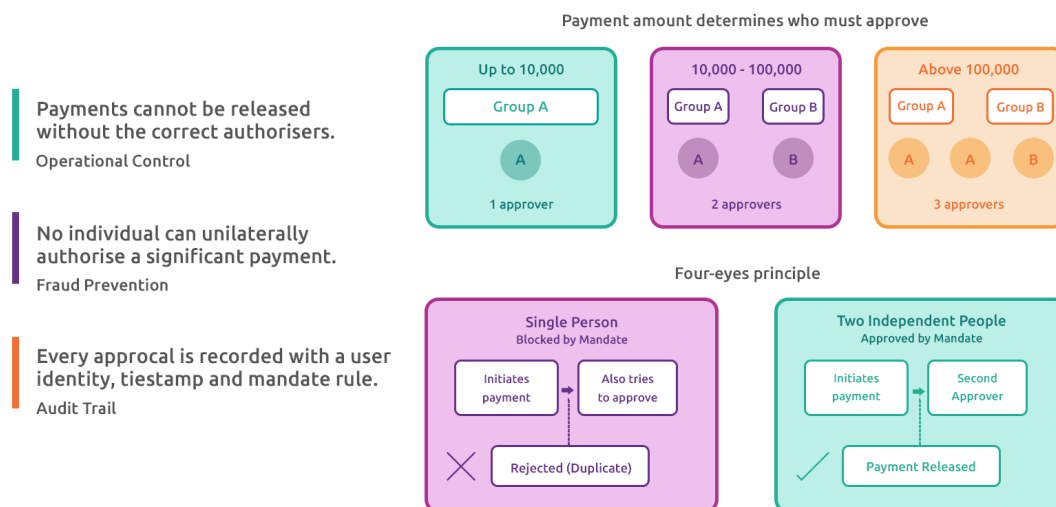 Payments cannot be released
without the correct authorisers.
Operational Control
No individual can unilaterally
authorise a significant payment.
Fraud Prevention
Every approcal is recorded with a user
identity, tiestamp and mandate rule.
Audit Trail
Payment amount determines who must approve
Up to 10,000
Group A
A
1 approver
10,000 - 100,000
Group A
Group B
A
B
2 approvers
Above 100,000
Group A
Group B
A
A
B
3 approvers
Four-eyes principle
Single Person
Blocked by Mandate
Initiates
payment
Also tries
to approve
Rejected (Duplicate)
Two Independent People
Approved by Mandate
Initiates
payment
Second
Approver
Payment Released